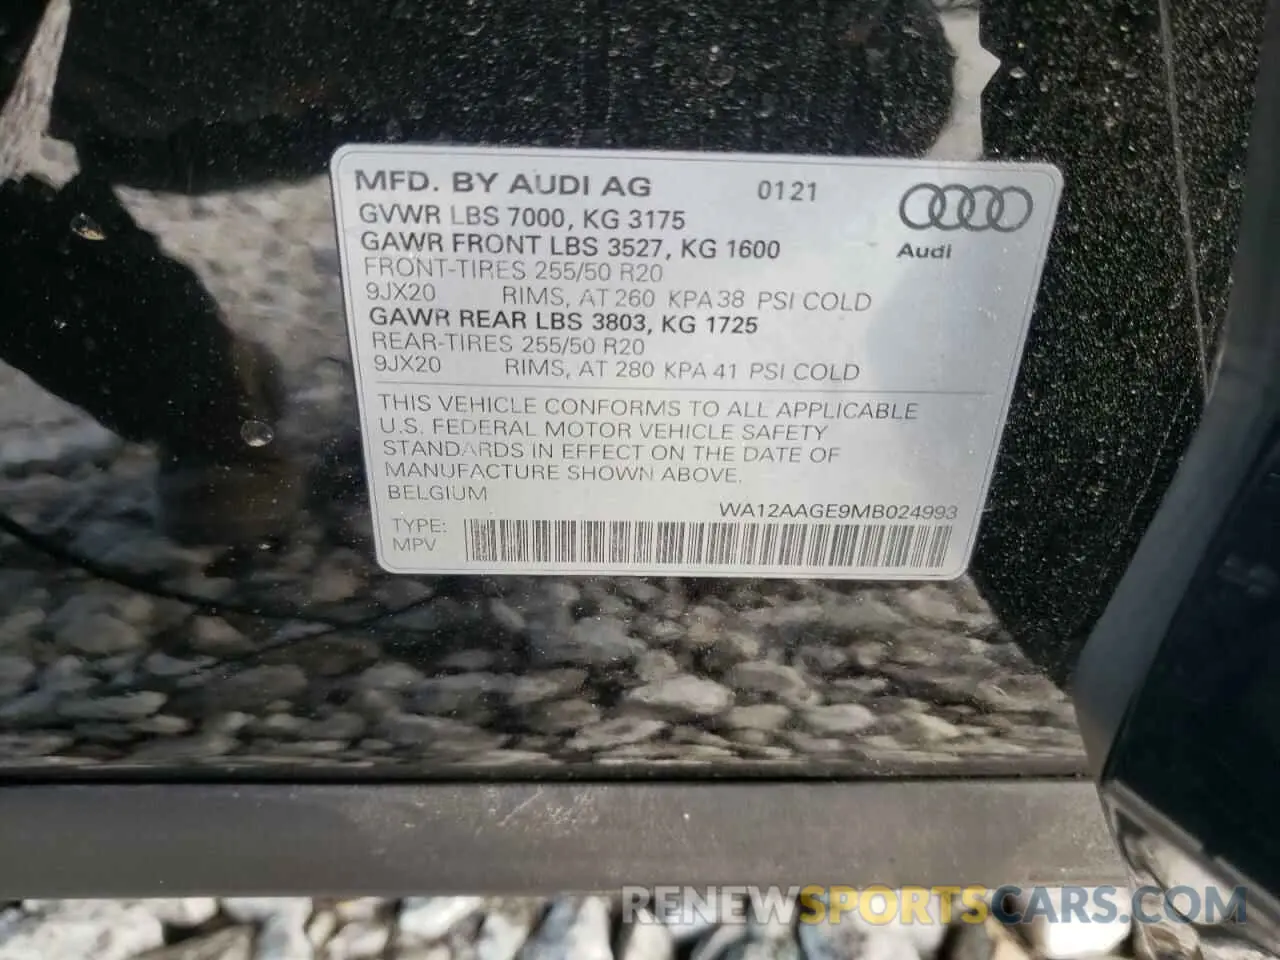 MFD. BY AUDI AG 0121
GVWR LBS 7000, KG 3175
GAWR FRONT LBS 3527, KG 1600
Audi
FRONT-TIRES 255/50 R20
9JX20 RIMS, AT 260 KPA 38 PSI COLD
GAWR REAR LBS 3803, KG 1725
REAR-TIRES 255/50 R20
9JX20 RIMS, AT 280 KPA 41 PSI COLD
THIS VEHICLE CONFORMS TO ALL APPLICABLE
U.S. FEDERAL MOTOR VEHICLE SAFETY
STANDARDS IN EFFECT ON THE DATE OF
MANUFACTURE SHOWN ABOVE.
BELGIUM
WA12AAGE9MB024993
TYPE:
MPV
RENEWSPORTSCARS.COM